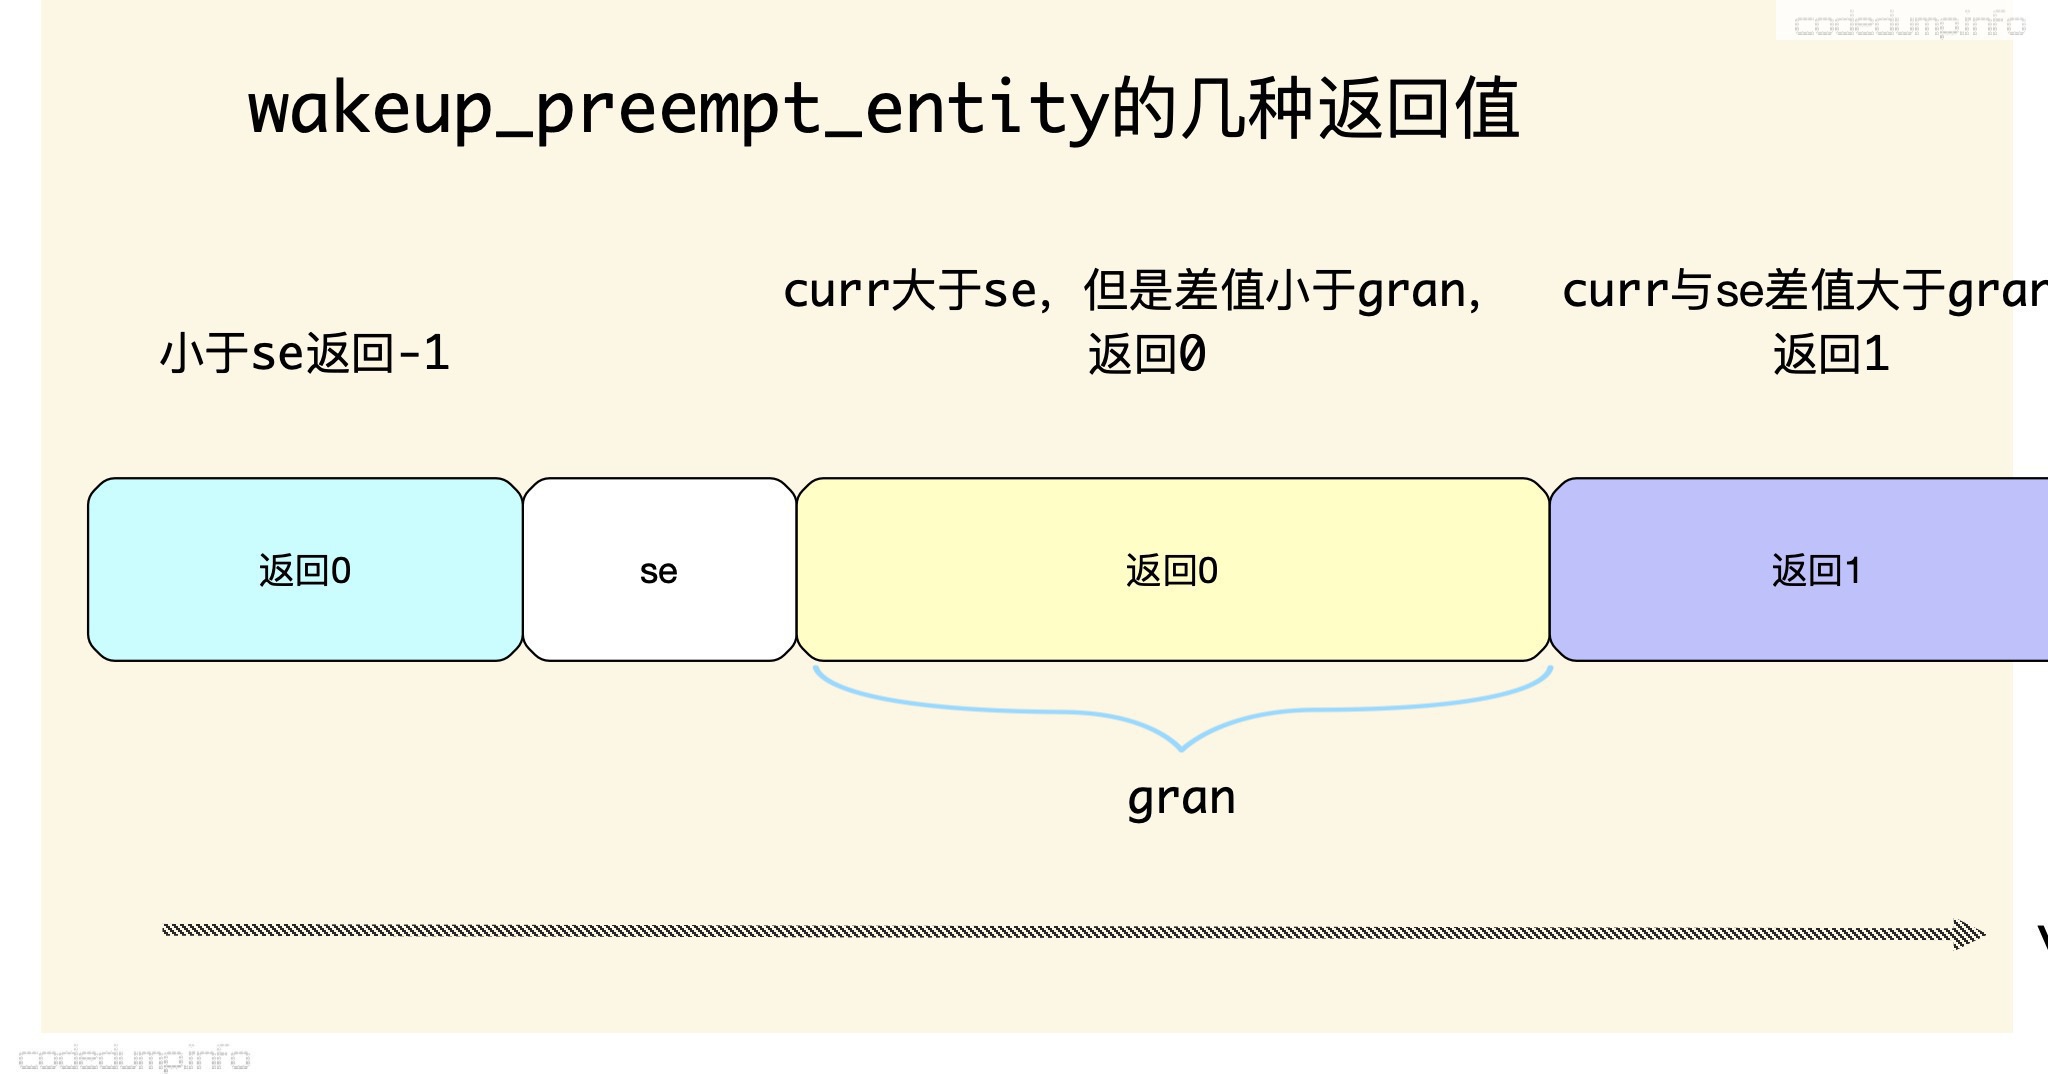 codedumpinfo
wakeup_preempt_entity的几种返回值
curr大于se，但是差值小于gran，
返回0
curr与se差值大于gran
返回1
小于se返回-1
返回0
se
返回0
返回1
gran
codedumpinfo